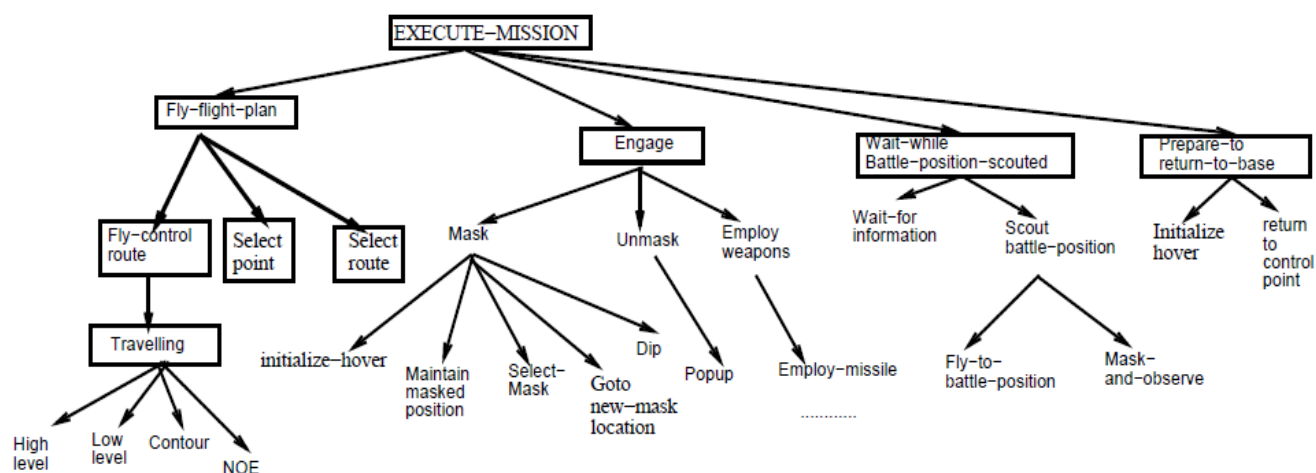 EXECUTE−MISSION
Fly−flight−plan
Engage
Wait−while
Battle−position−scouted
Prepare−to
return−to−base
Fly−control
route
Select
point
Select
route
Mask
Unmask
Employ
weapons
Wait−for
information
Scout
battle−position
Initialize
hover
return
to
control
point
Travelling
initialize−hover
Maintain
masked
position
Select−
Mask
Goto
new−mask
location
Dip
Popup
Employ−missile
............
Fly−to−
battle−position
Mask−
and−observe
High
level
Low
level
Contour
NOE